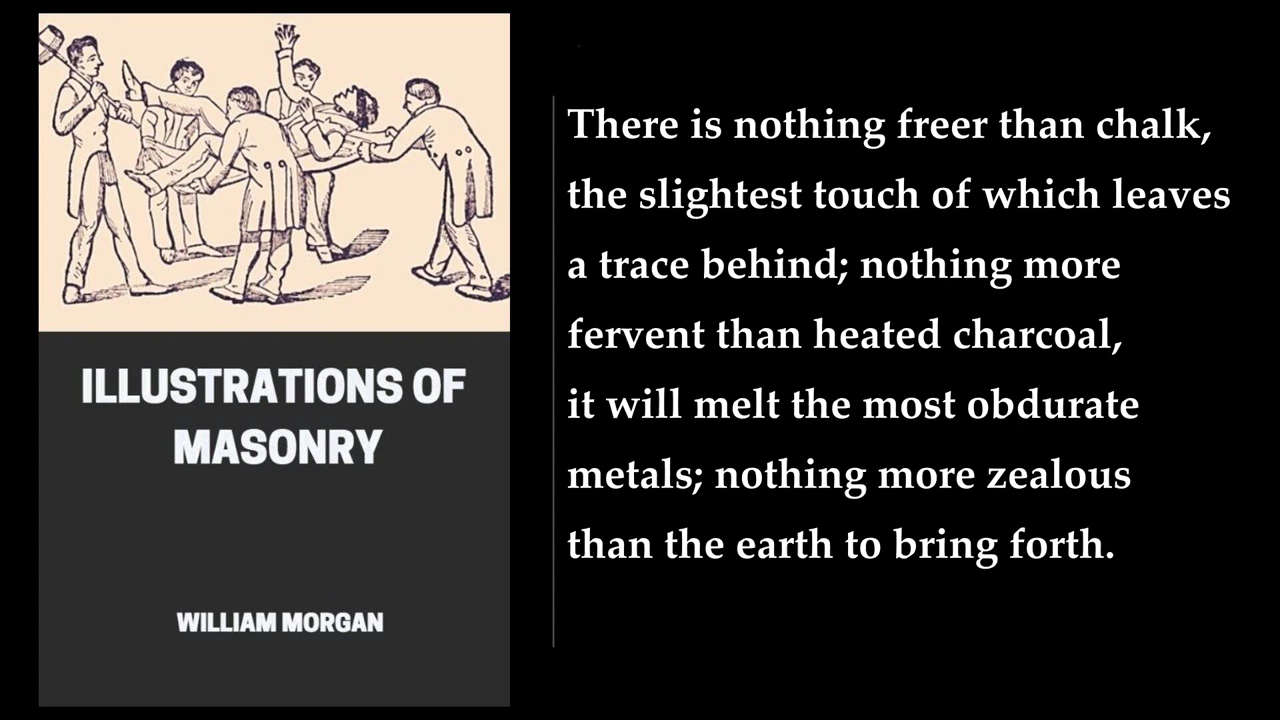 ILLUSTRATIONS OF
MASONRY
WILLIAM MORGAN
There is nothing freer than chalk,
the slightest touch of which leaves
a trace behind; nothing more
fervent than heated charcoal,
it will melt the most obdurate
metals; nothing more zealous
than the earth to bring forth.